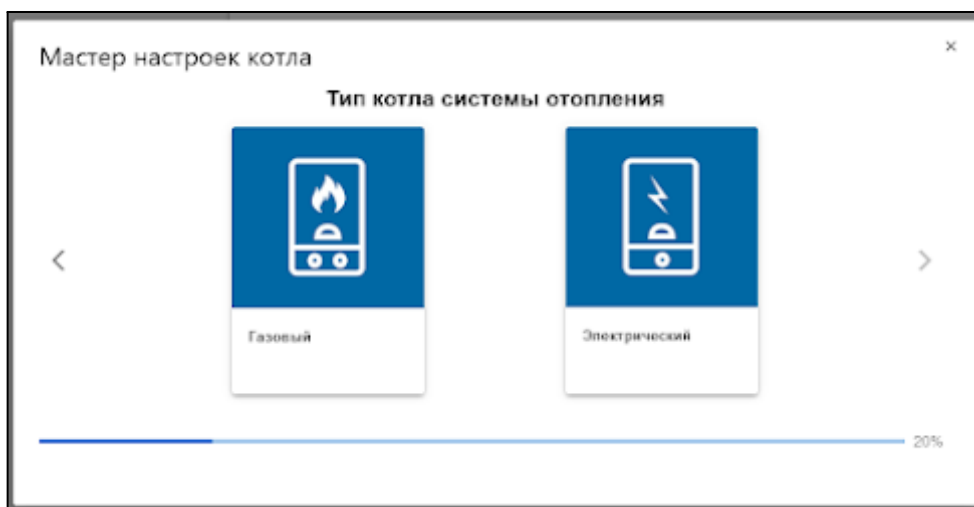 Мастер настроек котла
×
Тип котла системы отопления
Газовый
Электрический
20%